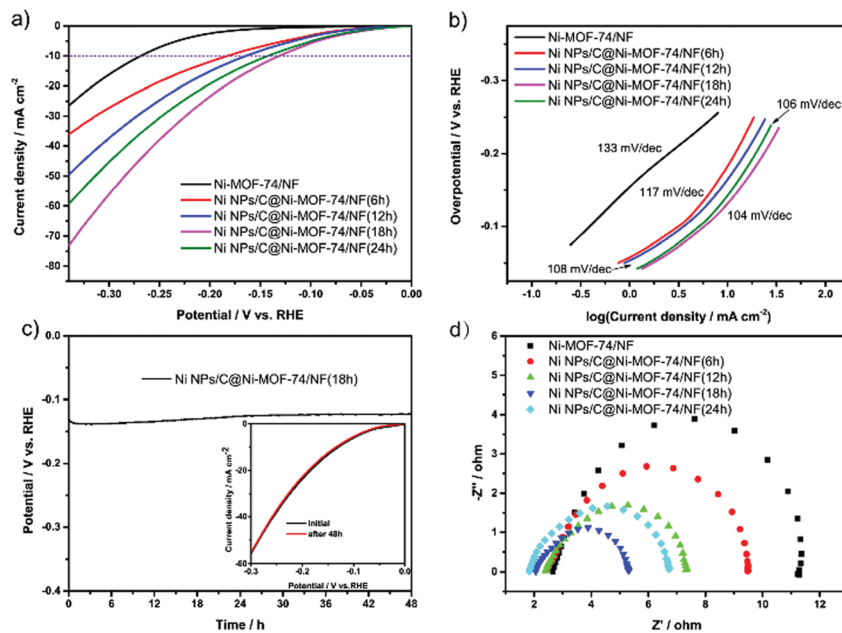 a)
0
-10
-20
-30
-40
-50
-60
-70
-80
Current density / mA cm⁻²
Ni-MOF-74/NF
Ni NPs/C@Ni-MOF-74/NF(6h)
Ni NPs/C@Ni-MOF-74/NF(12h)
Ni NPs/C@Ni-MOF-74/NF(18h)
Ni NPs/C@Ni-MOF-74/NF(24h)
-0.30 -0.25 -0.20 -0.15 -0.10 -0.05 0.00
Potential / V vs. RHE
b)
Ni-MOF-74/NF
Ni NPs/C@Ni-MOF-74/NF(6h)
Ni NPs/C@Ni-MOF-74/NF(12h)
Ni NPs/C@Ni-MOF-74/NF(18h)
Ni NPs/C@Ni-MOF-74/NF(24h)
-0.3
-0.2
-0.1
Overpotential / V vs. RHE
106 mV/dec
133 mV/dec
117 mV/dec
104 mV/dec
108 mV/dec
-1.0 -0.5 0.0 0.5 1.0 1.5 2.0
log(Current density / mA cm⁻²)
c)
0.0
-0.1
-0.2
-0.3
-0.4
Potential / V vs. RHE
Ni NPs/C@Ni-MOF-74/NF(18h)
0
-20
-40
-60
Current density / mA cm⁻²
initial
after 48h
-0.3 -0.2 -0.1 0.0
Potential / V vs.RHE
0 6 12 18 24 30 36 42 48
Time / h
d)
Ni-MOF-74/NF
Ni NPs/C@Ni-MOF-74/NF(6h)
Ni NPs/C@Ni-MOF-74/NF(12h)
Ni NPs/C@Ni-MOF-74/NF(18h)
Ni NPs/C@Ni-MOF-74/NF(24h)
6
5
4
3
2
1
0
-Z'' / ohm
2 4 6 8 10 12
Z' / ohm